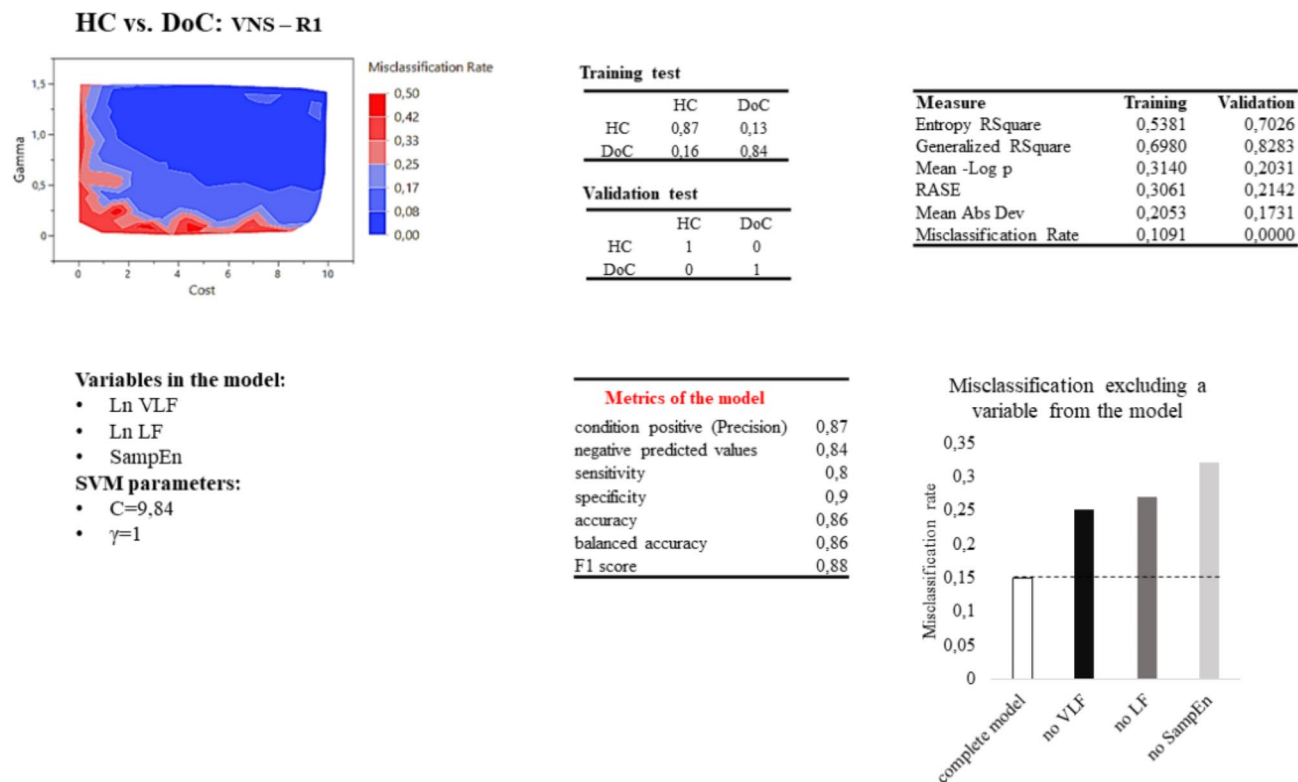 HC vs. DoC: VNS – R1
Misclassification Rate
0,50
0,42
0,33
0,25
0,17
0,08
0,00
Gamma
1,5
1,0
0,5
0
0 2 4 6 8 10
Cost
Training test
HC DoC
HC 0,87 0,13
DoC 0,16 0,84
Validation test
HC DoC
HC 1 0
DoC 0 1
Measure Training Validation
Entropy RSquare 0,5381 0,7026
Generalized RSquare 0,6980 0,8283
Mean -Log p 0,3140 0,2031
RASE 0,3061 0,2142
Mean Abs Dev 0,2053 0,1731
Misclassification Rate 0,1091 0,0000
Variables in the model:
• Ln VLF
• Ln LF
• SampEn
SVM parameters:
• C=9,84
• γ=1
Metrics of the model
condition positive (Precision) 0,87
negative predicted values 0,84
sensitivity 0,8
specificity 0,9
accuracy 0,86
balanced accuracy 0,86
F1 score 0,88
Misclassification excluding a
variable from the model
Misclassification rate
0,35
0,3
0,25
0,2
0,15
0,1
0,05
0
complete model
no VLF
no LF
no SampEn